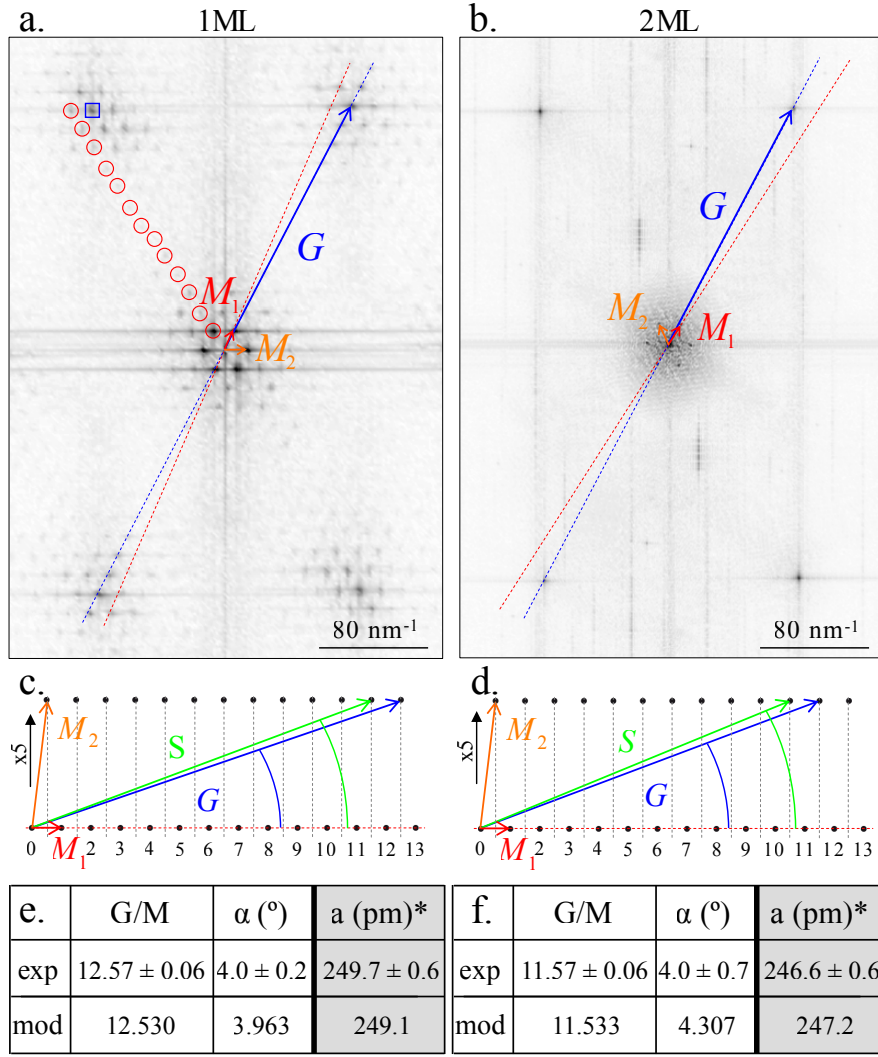 a. 1ML
G
M₁
M₂
80 nm⁻¹
b. 2ML
G
M₂ M₁
80 nm⁻¹
c.
x5
M₂
S
G
M₁
0 2 3 4 5 6 7 8 9 10 11 12 13
d.
x5
M₂
S
G
M₁
0 2 3 4 5 6 7 8 9 10 11 12 13
e. G/M α (º) a (pm)*
exp 12.57 ± 0.06 4.0 ± 0.2 249.7 ± 0.6
mod 12.530 3.963 249.1
f. G/M α (º) a (pm)*
exp 11.57 ± 0.06 4.0 ± 0.7 246.6 ± 0.6
mod 11.533 4.307 247.2